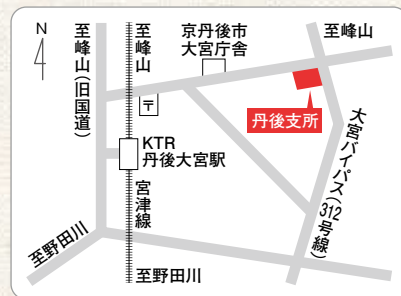 N
至峰山(旧国道)
至峰山
京丹後市
大宮庁舎
至峰山
〒
丹後支所
KTR
丹後大宮駅
大宮バイパス(312号線)
宮津線
至野田川
至野田川